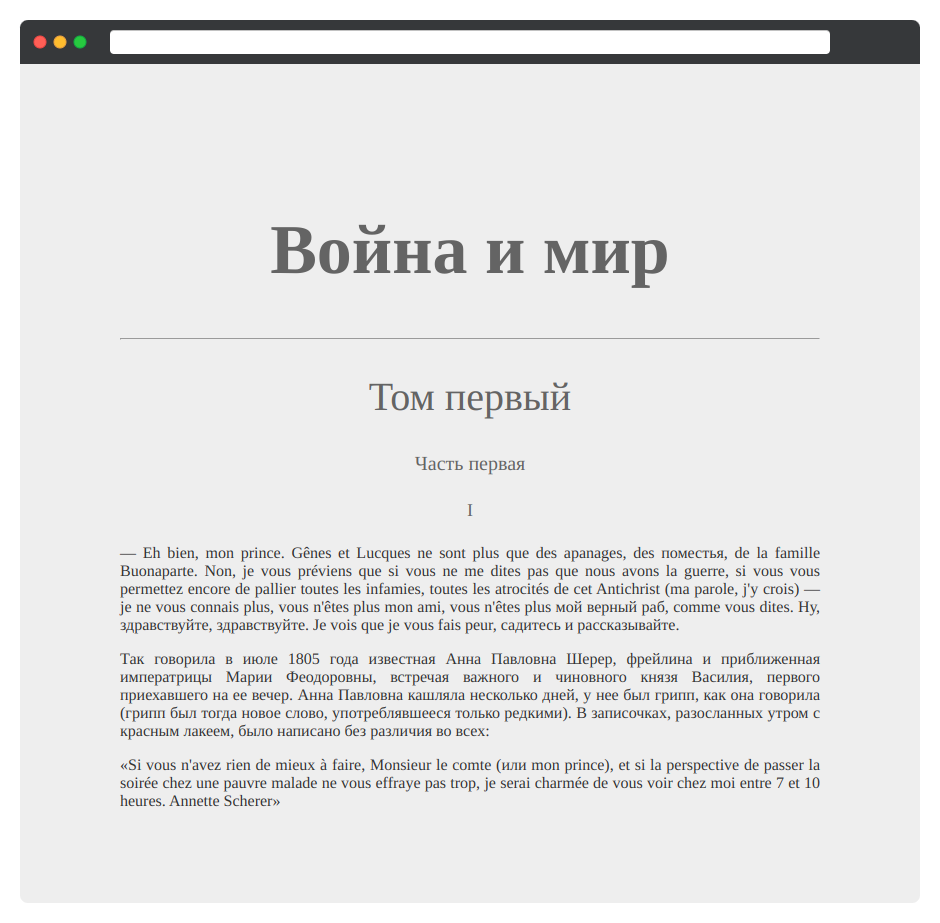 Война и мир
Том первый
Часть первая
I
— Eh bien, mon prince. Gênes et Lucques ne sont plus que des apanages, des поместья, de la famille
Buonaparte. Non, je vous préviens que si vous ne me dites pas que nous avons la guerre, si vous vous
permettez encore de pallier toutes les infamies, toutes les atrocités de cet Antichrist (ma parole, j'y crois) —
je ne vous connais plus, vous n'êtes plus mon ami, vous n'êtes plus мой верный раб, comme vous dites. Ну,
здравствуйте, здравствуйте. Je vois que je vous fais peur, садитесь и рассказывайте.
Так говорила в июле 1805 года известная Анна Павловна Шерер, фрейлина и приближенная
императрицы Марии Феодоровны, встречая важного и чиновного князя Василия, первого
приехавшего на ее вечер. Анна Павловна кашляла несколько дней, у нее был грипп, как она говорила
(грипп был тогда новое слово, употреблявшееся только редкими). В записочках, разосланных утром с
красным лакеем, было написано без различия во всех:
«Si vous n'avez rien de mieux à faire, Monsieur le comte (или mon prince), et si la perspective de passer la
soirée chez une pauvre malade ne vous effraye pas trop, je serai charmée de vous voir chez moi entre 7 et 10
heures. Annette Scherer»